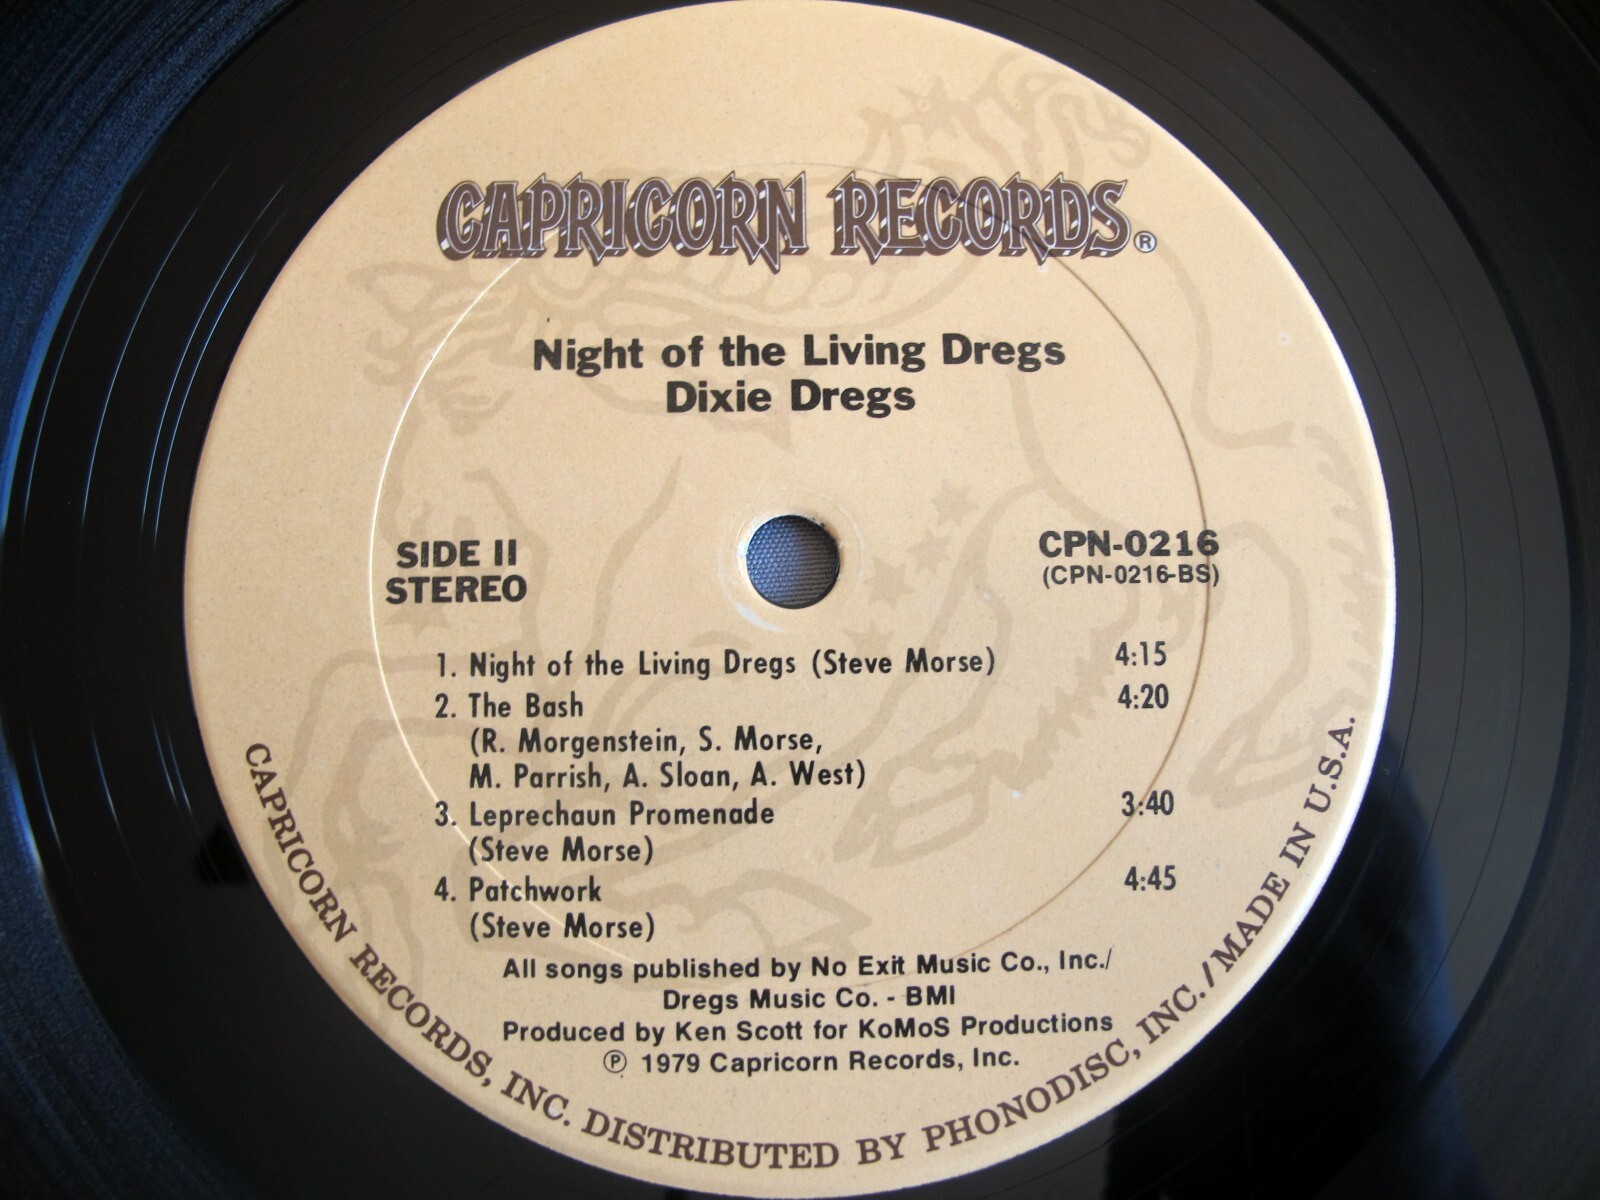 CAPRICORN RECORDS®
Night of the Living Dregs
Dixie Dregs
SIDE II
STEREO
CPN-0216
(CPN-0216-BS)
1. Night of the Living Dregs (Steve Morse) 4:15
2. The Bash 4:20
(R. Morgenstein, S. Morse,
M. Parrish, A. Sloan, A. West)
3. Leprechaun Promenade 3:40
(Steve Morse)
4. Patchwork 4:45
(Steve Morse)
All songs published by No Exit Music Co., Inc./
Dregs Music Co. - BMI
Produced by Ken Scott for KoMoS Productions
℗ 1979 Capricorn Records, Inc.
CAPRICORN RECORDS, INC. DISTRIBUTED BY PHONODISC, INC./MADE IN U.S.A.